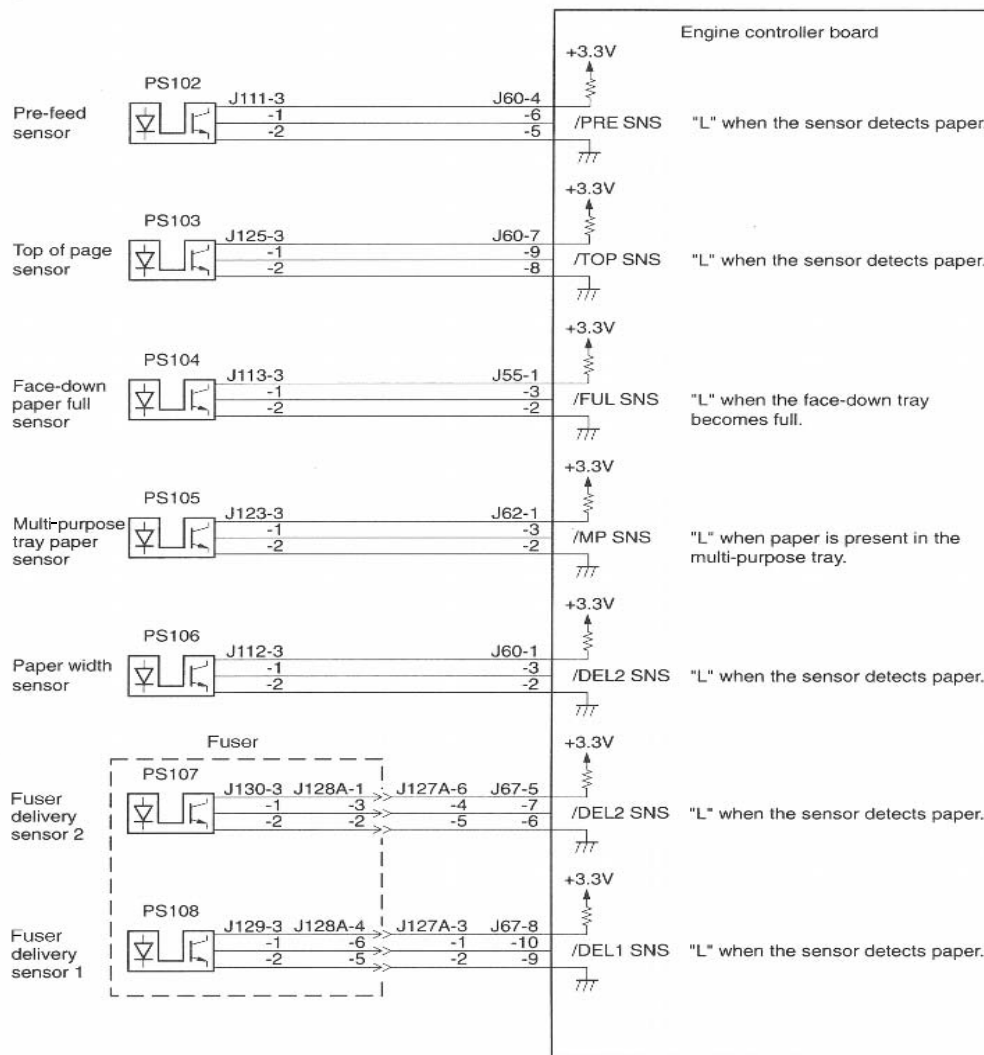 Engine controller board
+3.3V
PS102
Pre-feed
sensor
J111-3 J60-4
-1 -6
-2 -5
/PRE SNS "L" when the sensor detects paper.
+3.3V
PS103
Top of page
sensor
J125-3 J60-7
-1 -9
-2 -8
/TOP SNS "L" when the sensor detects paper.
+3.3V
PS104
Face-down
paper full
sensor
J113-3 J55-1
-1 -3
-2 -2
/FUL SNS "L" when the face-down tray
becomes full.
+3.3V
PS105
Multi-purpose
tray paper
sensor
J123-3 J62-1
-1 -3
-2 -2
/MP SNS "L" when paper is present in the
multi-purpose tray.
+3.3V
PS106
Paper width
sensor
J112-3 J60-1
-1 -3
-2 -2
/DEL2 SNS "L" when the sensor detects paper.
Fuser
+3.3V
PS107
Fuser
delivery
sensor 2
J130-3 J128A-1 J127A-6 J67-5
-1 -3 -4 -7
-2 -2 -5 -6
/DEL2 SNS "L" when the sensor detects paper.
+3.3V
PS108
Fuser
delivery
sensor 1
J129-3 J128A-4 J127A-3 J67-8
-1 -6 -1 -10
-2 -5 -2 -9
/DEL1 SNS "L" when the sensor detects paper.